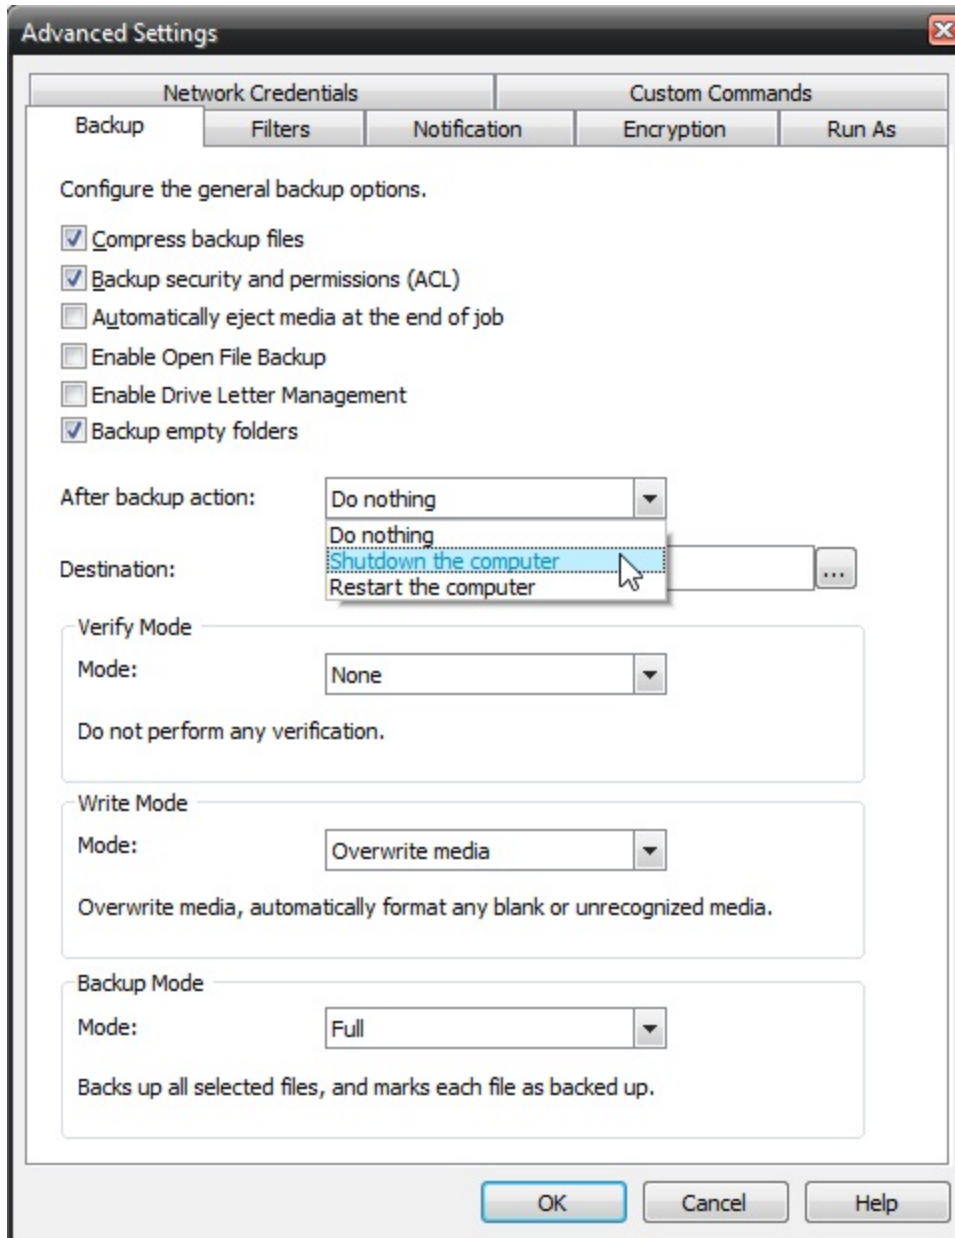 Advanced Settings
Network Credentials Custom Commands
Backup Filters Notification Encryption Run As
Configure the general backup options.
Compress backup files
Backup security and permissions (ACL)
Automatically eject media at the end of job
Enable Open File Backup
Enable Drive Letter Management
Backup empty folders
After backup action: Do nothing
Do nothing
Shutdown the computer
Destination: ...
Restart the computer
Verify Mode
Mode: None
Do not perform any verification.
Write Mode
Mode: Overwrite media
Overwrite media, automatically format any blank or unrecognized media.
Backup Mode
Mode: Full
Backs up all selected files, and marks each file as backed up.
OK Cancel Help